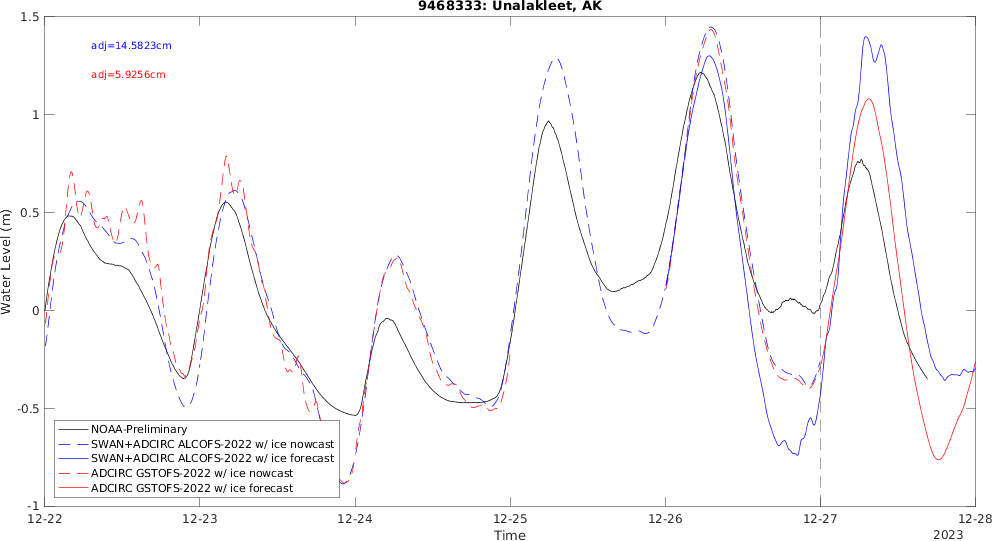 9468333: Unalakleet, AK
1.5
adj=14.5823cm
adj=5.9256cm
1
0.5
Water Level (m)
0
-0.5
NOAA-Preliminary
SWAN+ADCIRC ALCOFS-2022 w/ ice nowcast
SWAN+ADCIRC ALCOFS-2022 w/ ice forecast
ADCIRC GSTOFS-2022 w/ ice nowcast
ADCIRC GSTOFS-2022 w/ ice forecast
-1
12-22 12-23 12-24 12-25 12-26 12-27 12-28
Time
2023